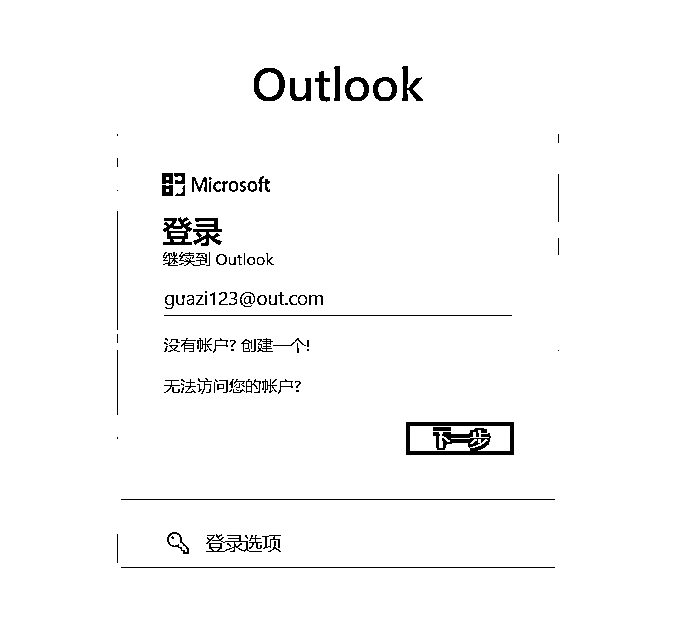 Outlook
Microsoft
登录
继续到 Outlook
guazi123@out.com
没有帐户? 创建一个!
无法访问您的帐户?
下一步
登录选项